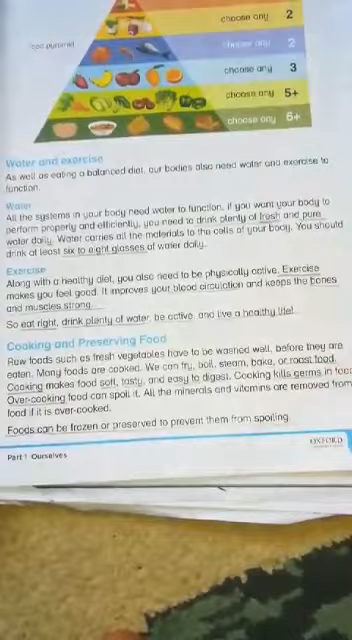 choose any 2
food pyramid
choose any 2
choose any 3
choose any 5+
choose any 6+
Water and exercise
As well as eating a balanced diet, our bodies also need water and exercise to
function.
Water
All the systems in your body need water to function. If you want your body to
perform properly and efficiently, you need to drink plenty of fresh and pure
water daily. Water carries all the materials to the cells of your body. You should
drink at least six to eight glasses of water daily.
Exercise
Along with a healthy diet, you also need to be physically active. Exercise
makes you feel good. It improves your blood circulation and keeps the bones
and muscles strong.
So eat right, drink plenty of water, be active, and live a healthy life!
Cooking and Preserving Food
Raw foods such as fresh vegetables have to be washed well, before they are
eaten. Many foods are cooked. We can fry, boil, steam, bake, or roast food.
Cooking makes food soft, tasty, and easy to digest. Cooking kills germs in food.
Over-cooking food can spoil it. All the minerals and vitamins are removed from
food if it is over-cooked.
Foods can be frozen or preserved to prevent them from spoiling.
OXFORD
Part 1 Ourselves